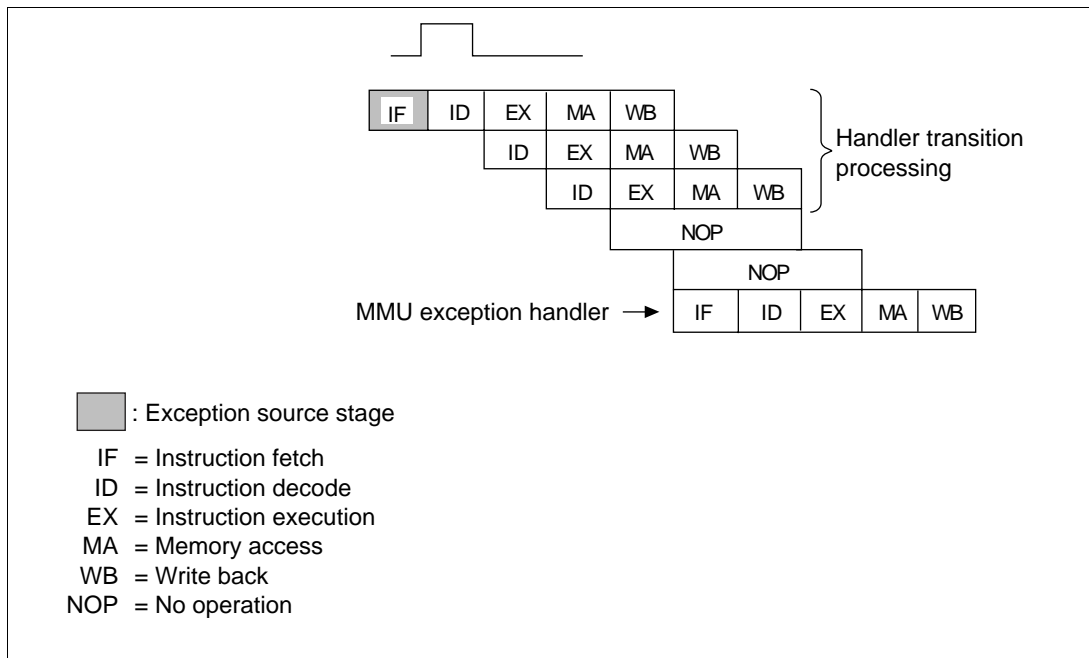 IF ID EX MA WB
ID EX MA WB
ID EX MA WB
Handler transition
processing
NOP
NOP
MMU exception handler → IF ID EX MA WB
: Exception source stage
IF = Instruction fetch
ID = Instruction decode
EX = Instruction execution
MA = Memory access
WB = Write back
NOP = No operation